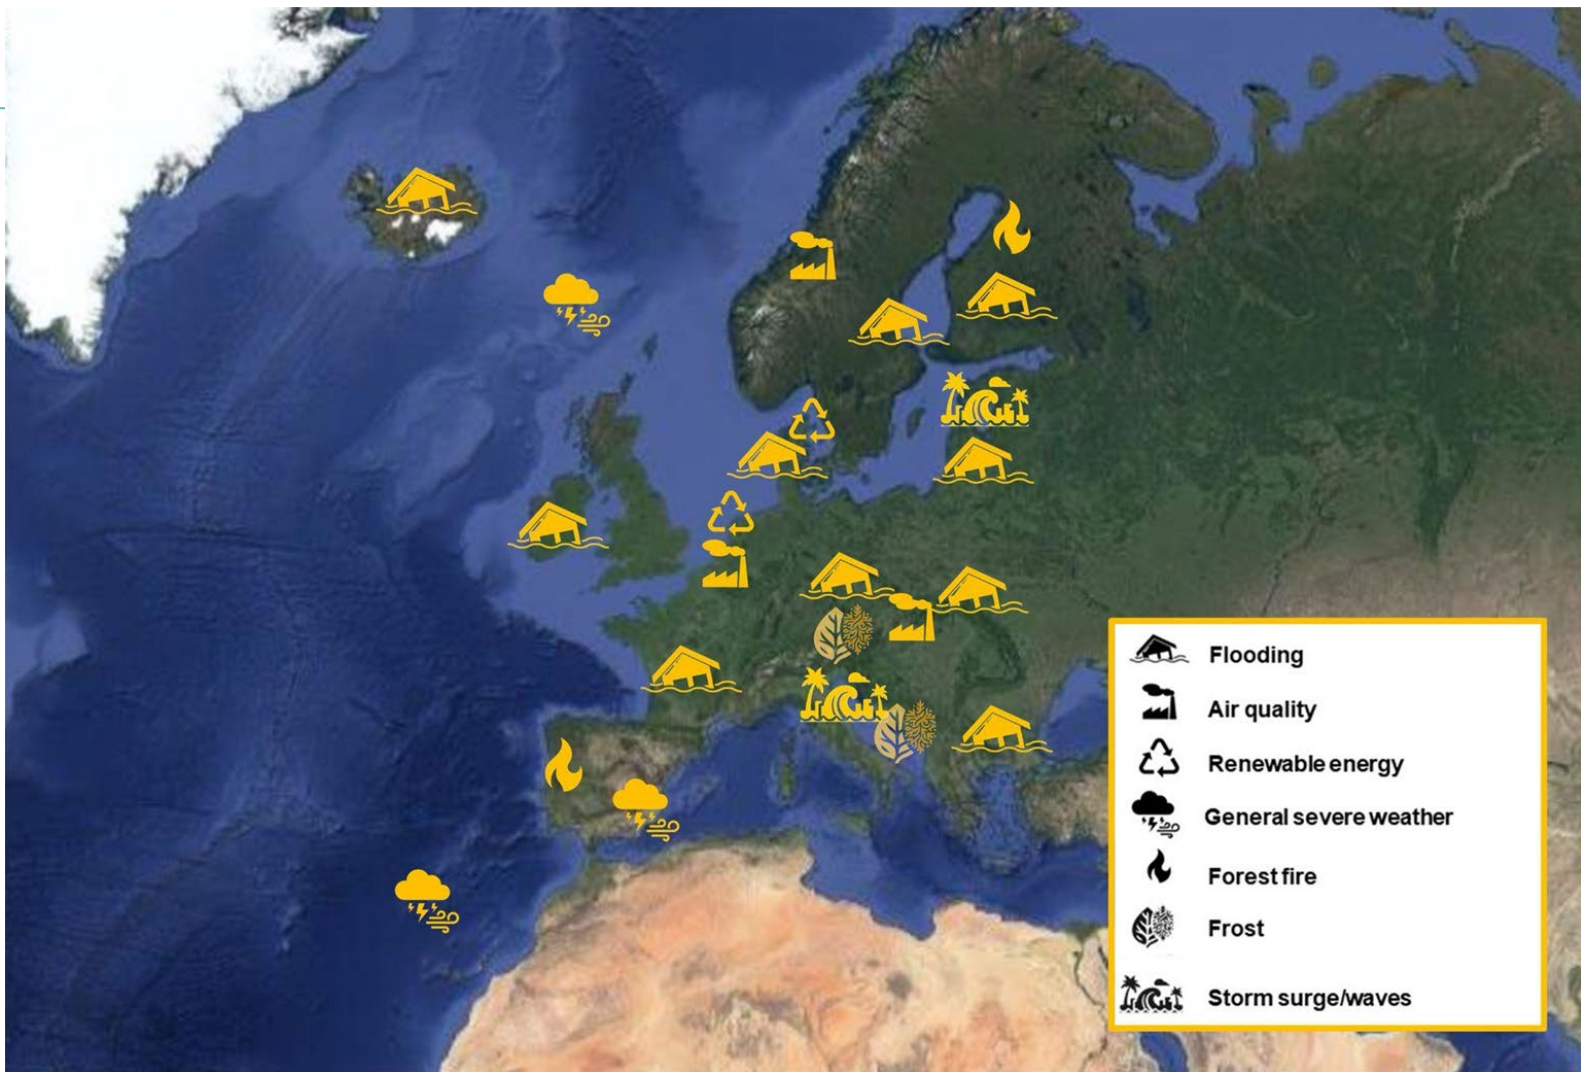 Flooding
Air quality
Renewable energy
General severe weather
Forest fire
Frost
Storm surge/waves